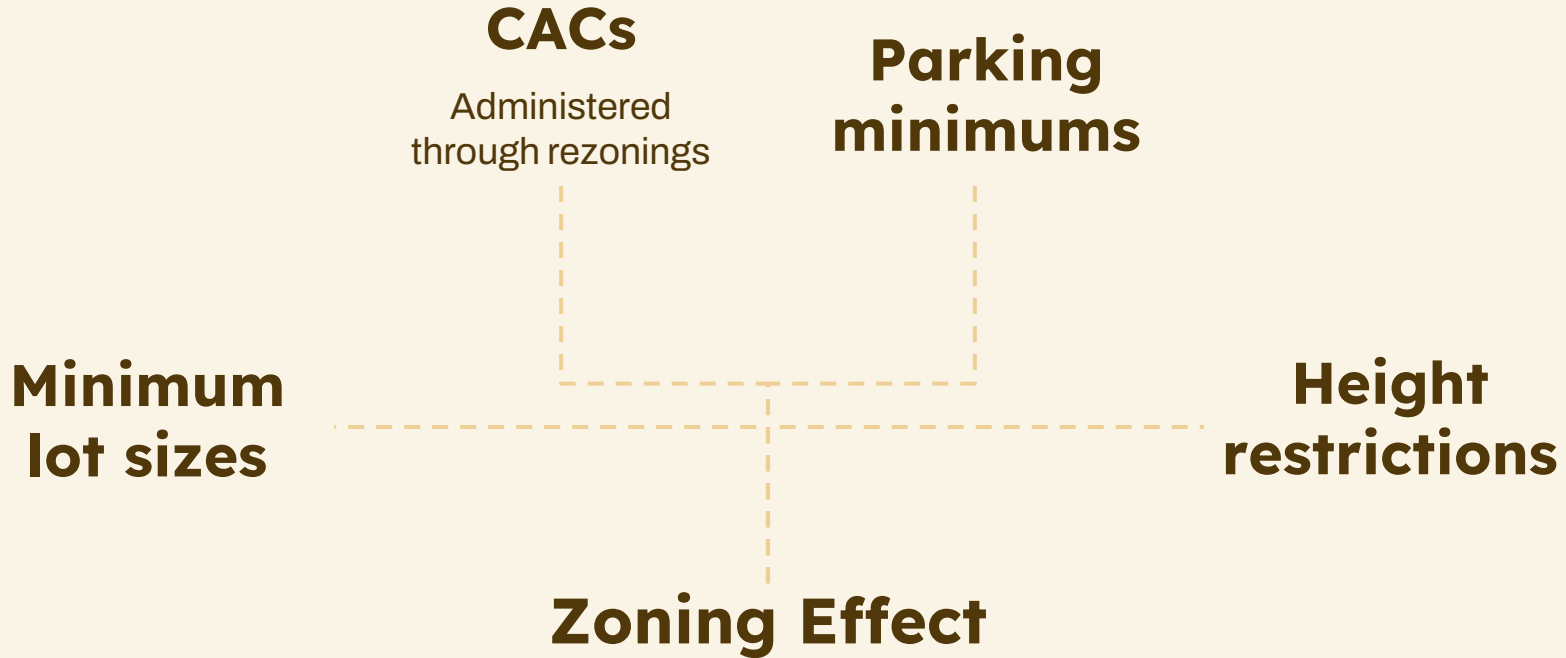 CACs
Administered
through rezonings
Parking
minimums
Minimum
lot sizes
Height
restrictions
Zoning Effect